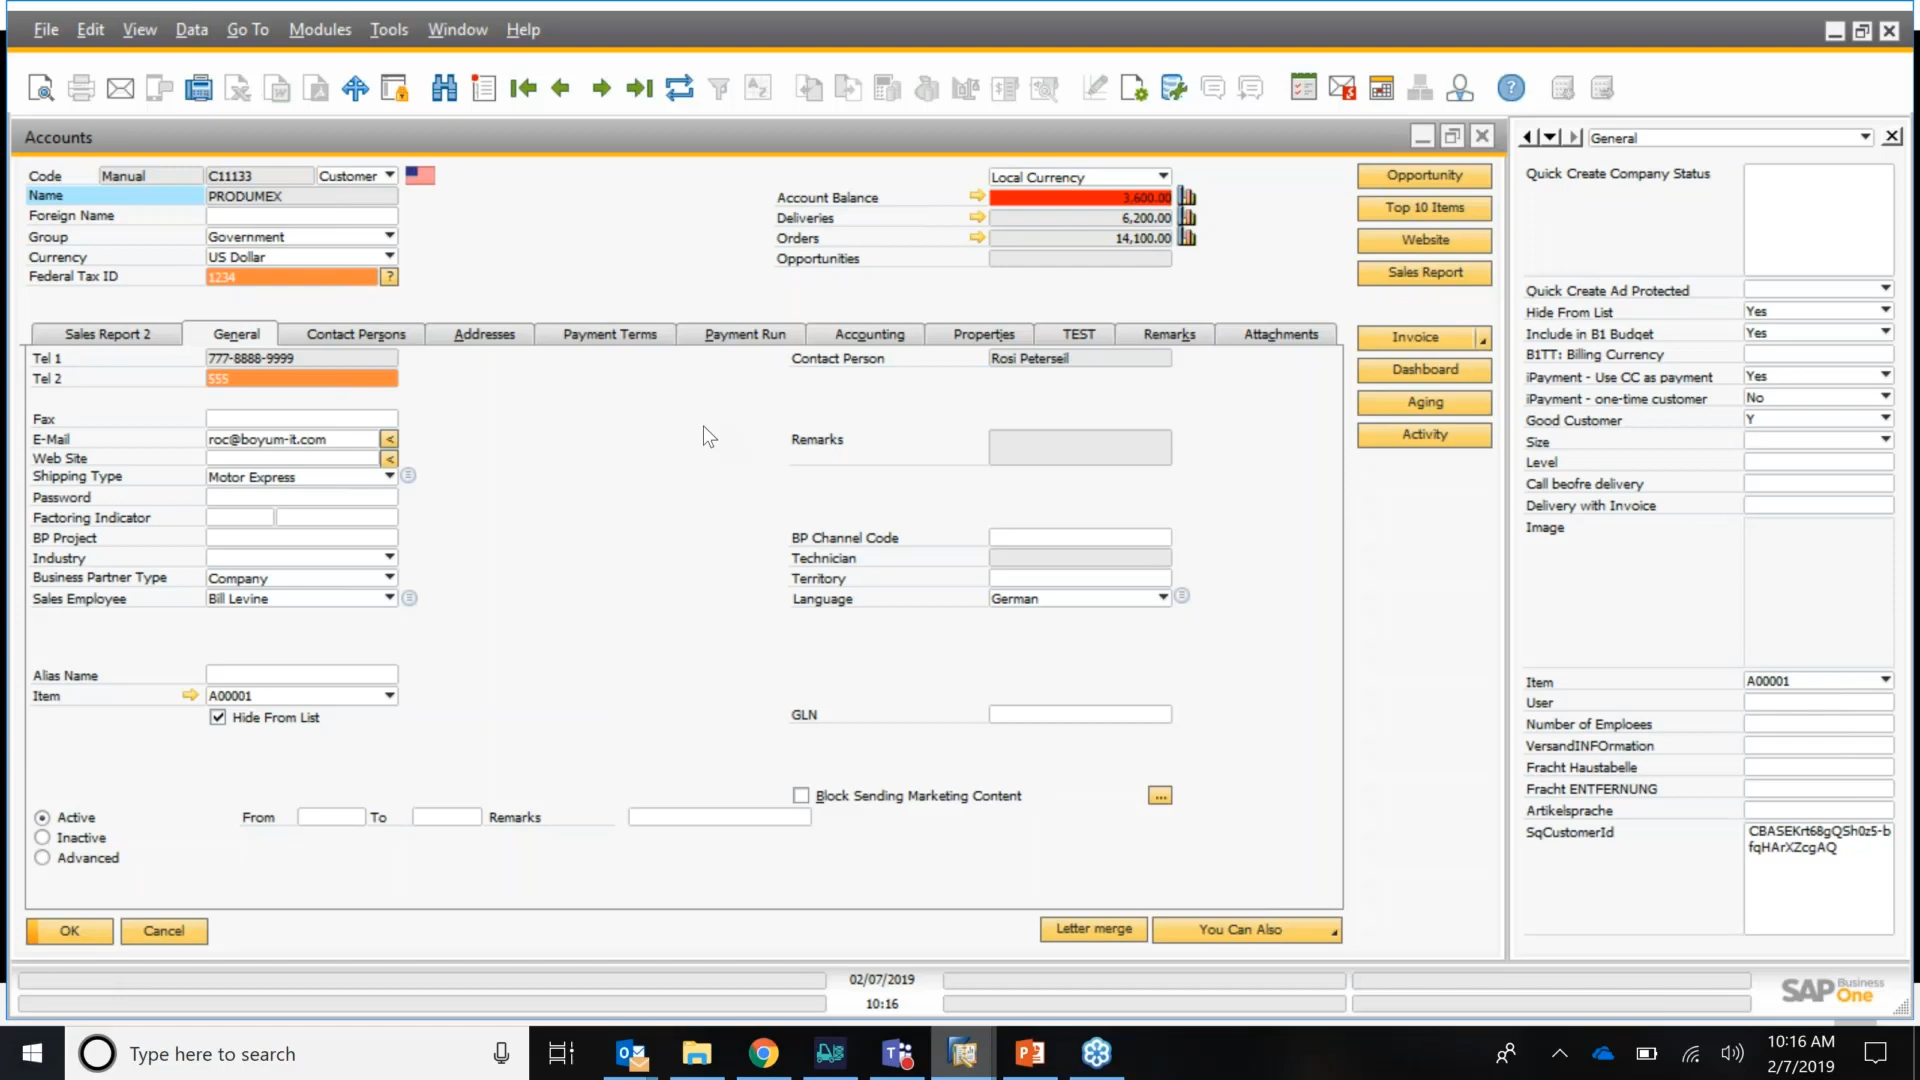 File Edit View Data Go To Modules Tools Window Help
Accounts
Code Manual C11133 Customer
Name PRODUMEX
Foreign Name
Group Government
Currency US Dollar
Federal Tax ID 1234 ?
Local Currency
Account Balance 3,600.00
Deliveries 6,200.00
Orders 14,100.00
Opportunities
Opportunity
Top 10 Items
Website
Sales Report
Sales Report 2 General Contact Persons Addresses Payment Terms Payment Run Accounting Properties TEST Remarks Attachments
Tel 1 777-8888-9999
Tel 2 555
Fax
E-Mail roc@boyum-it.com <
Web Site <
Shipping Type Motor Express
Password
Factoring Indicator
BP Project
Industry
Business Partner Type Company
Sales Employee Bill Levine
Alias Name
Item A00001
Hide From List
Contact Person Rosi Peterseil
Remarks
BP Channel Code
Technician
Territory
Language German
GLN
Block Sending Marketing Content ...
Active From To Remarks
Inactive
Advanced
Invoice
Dashboard
Aging
Activity
OK Cancel Letter merge You Can Also
General
Quick Create Company Status
Quick Create Ad Protected
Hide From List Yes
Include in B1 Budget Yes
B1TT: Billing Currency
iPayment - Use CC as payment Yes
iPayment - one-time customer No
Good Customer Y
Size
Level
Call beofre delivery
Delivery with Invoice
Image
Item A00001
User
Number of Emploees
VersandINFOrmation
Fracht Haustabelle
Fracht ENTFERNUNG
Artikelsprache
SqCustomerId CBASEKrt68gQSh0z5-b
fqHArXZcgAQ
02/07/2019
10:16
SAP Business One
Type here to search
10:16 AM
2/7/2019